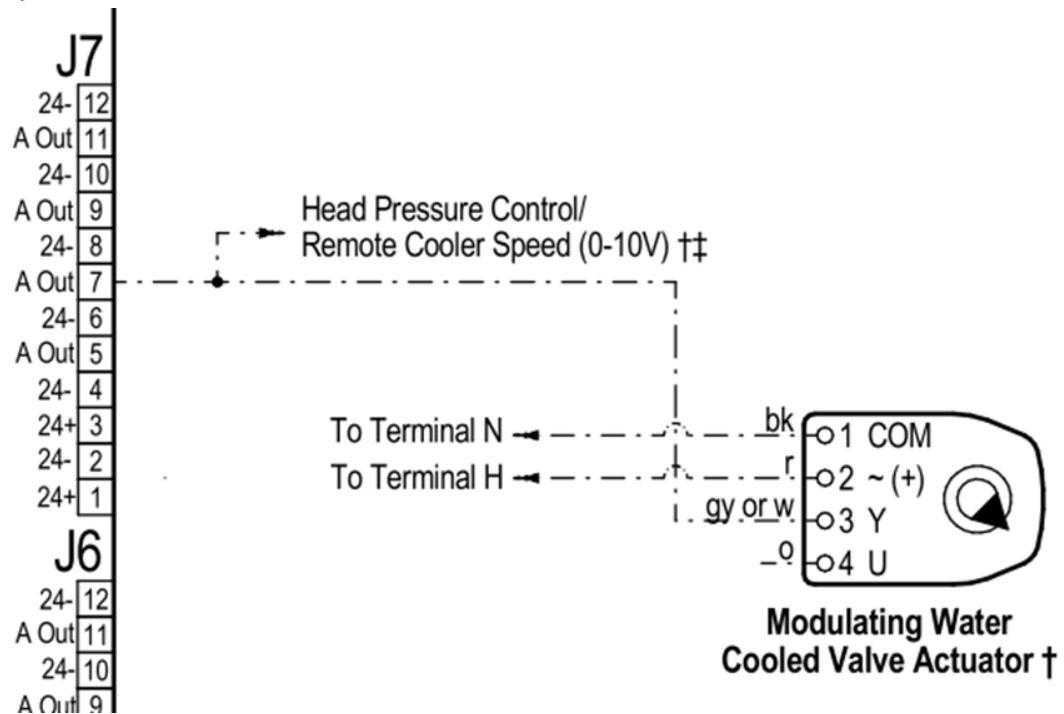 J7
24- 12
A Out 11
24- 10
A Out 9
24- 8
A Out 7
24- 6
A Out 5
24- 4
24+ 3
24- 2
24+ 1
Head Pressure Control/
Remote Cooler Speed (0-10V) †‡
To Terminal N
To Terminal H
bk
r
gy or w
o
1 COM
2 ~ (+)
3 Y
4 U
Modulating Water
Cooled Valve Actuator †
J6
24- 12
A Out 11
24- 10
A Out 9